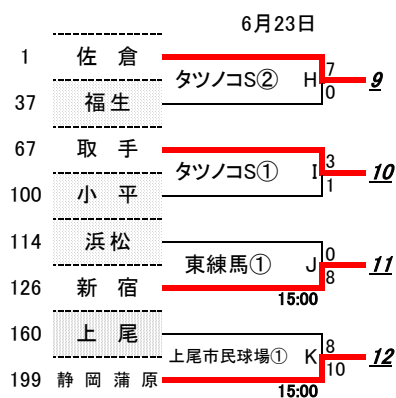 6月23日
1 佐倉 7
タツノコS② H 9
37 福生 0
67 取手 3
タツノコS① I 10
100 小平 1
114 浜松 0
東練馬① J 11
126 新宿 8
15:00
160 上尾 8
上尾市民球場① K 12
199 静岡蒲原 10
15:00